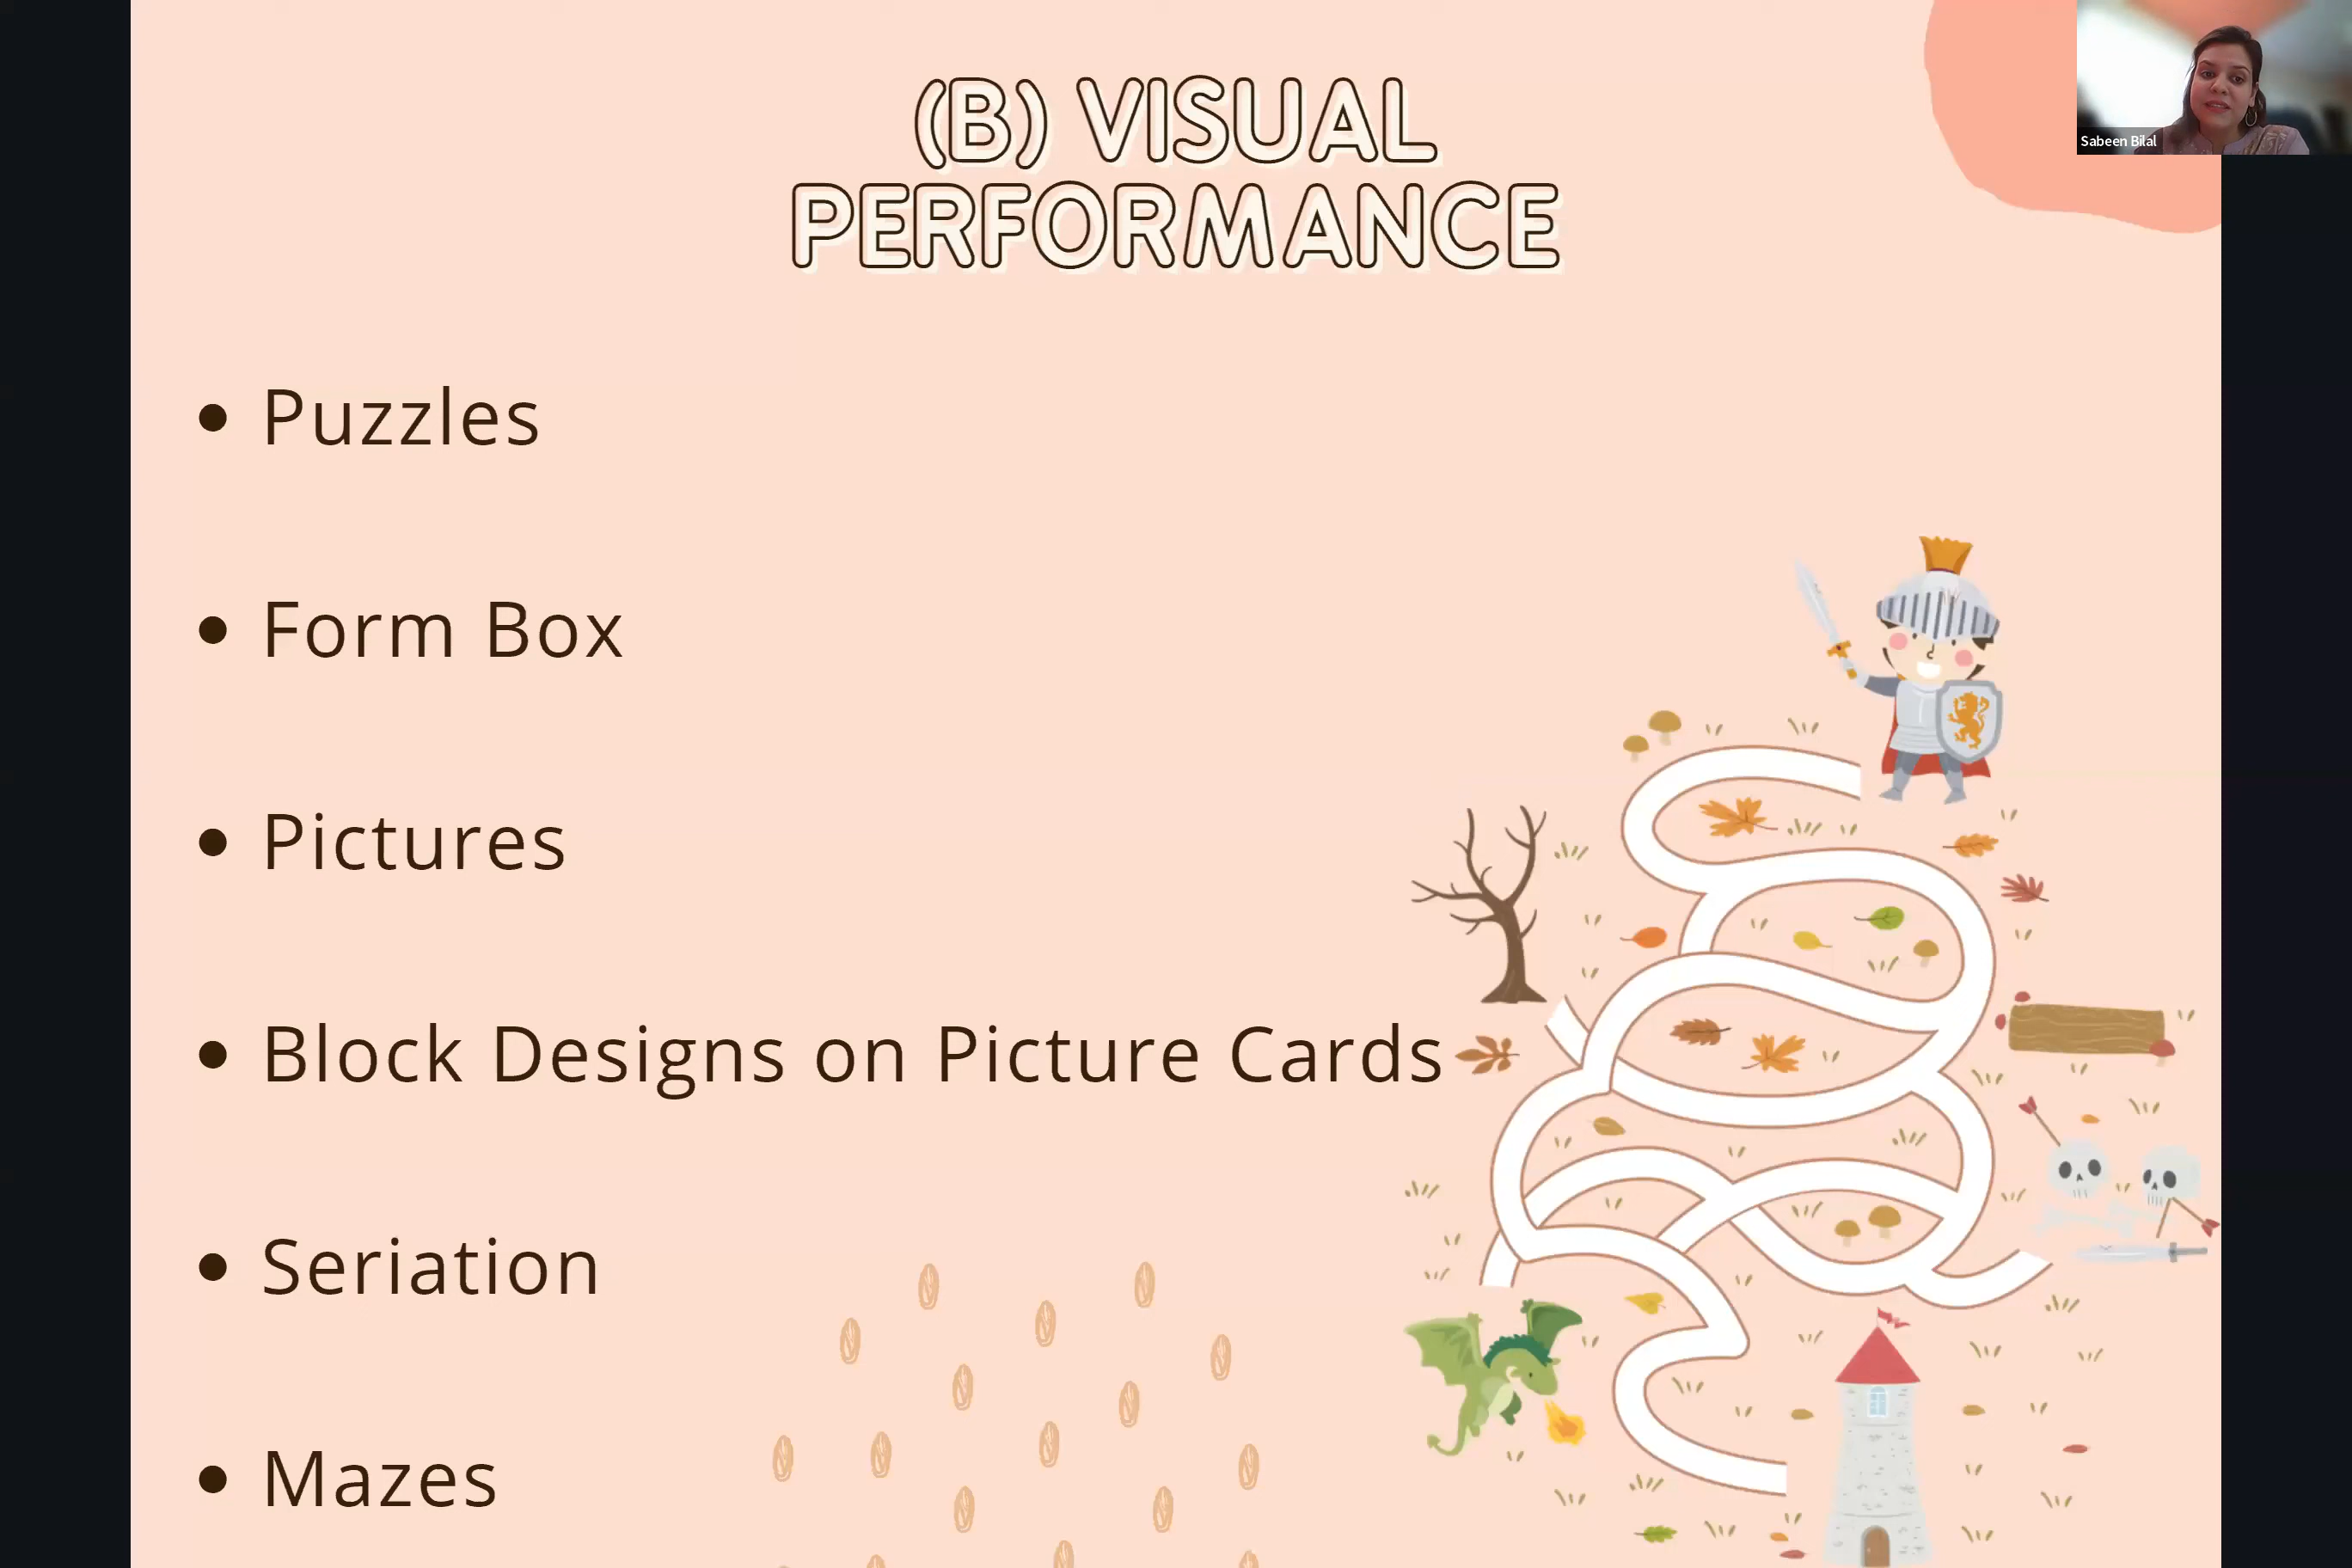 (B) VISUAL
PERFORMANCE
Sabeen Bilal
• Puzzles
• Form Box
• Pictures
• Block Designs on Picture Cards
• Seriation
• Mazes